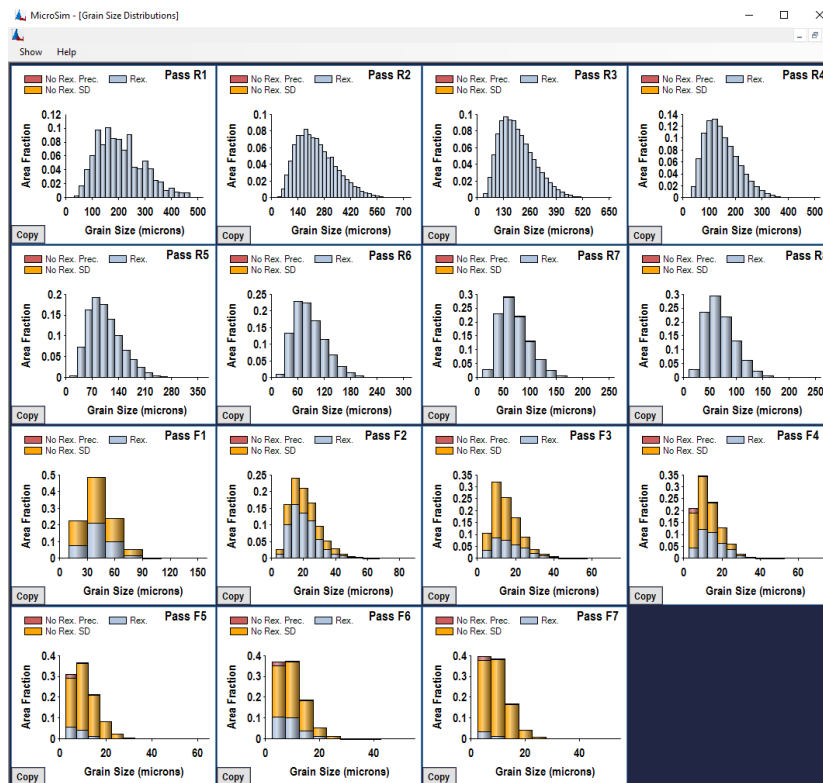 MicroSim - [Grain Size Distributions]
Show Help
No Rex. Prec. Rex. Pass R1
No Rex. SD
Area Fraction
0.12
0.1
0.08
0.06
0.04
0.02
0
0 100 200 300 400 500
Grain Size (microns)
Copy
No Rex. Prec. Rex. Pass R2
No Rex. SD
Area Fraction
0.1
0.08
0.06
0.04
0.02
0
0 140 280 420 560 700
Grain Size (microns)
Copy
No Rex. Prec. Rex. Pass R3
No Rex. SD
Area Fraction
0.1
0.08
0.06
0.04
0.02
0
0 130 260 390 520 650
Grain Size (microns)
Copy
No Rex. Prec. Rex. Pass R4
No Rex. SD
Area Fraction
0.14
0.12
0.1
0.08
0.06
0.04
0.02
0
0 100 200 300 400 500
Grain Size (microns)
Copy
No Rex. Prec. Rex. Pass R5
No Rex. SD
Area Fraction
0.2
0.15
0.1
0.05
0
0 70 140 210 280 350
Grain Size (microns)
Copy
No Rex. Prec. Rex. Pass R6
No Rex. SD
Area Fraction
0.25
0.2
0.15
0.1
0.05
0
0 60 120 180 240 300
Grain Size (microns)
Copy
No Rex. Prec. Rex. Pass R7
No Rex. SD
Area Fraction
0.3
0.25
0.2
0.15
0.1
0.05
0
0 50 100 150 200 250
Grain Size (microns)
Copy
No Rex. Prec. Rex. Pass
No Rex. SD
Area Fraction
0.3
0.25
0.2
0.15
0.1
0.05
0
0 50 100 150 200 250
Grain Size (microns)
Copy
No Rex. Prec. Rex. Pass F1
No Rex. SD
Area Fraction
0.5
0.4
0.3
0.2
0.1
0
0 30 60 90 120 150
Grain Size (microns)
Copy
No Rex. Prec. Rex. Pass F2
No Rex. SD
Area Fraction
0.25
0.2
0.15
0.1
0.05
0
0 20 40 60 80
Grain Size (microns)
Copy
No Rex. Prec. Rex. Pass F3
No Rex. SD
Area Fraction
0.35
0.3
0.25
0.2
0.15
0.1
0.05
0
0 20 40 60
Grain Size (microns)
Copy
No Rex. Prec. Rex. Pass F4
No Rex. SD
Area Fraction
0.35
0.3
0.25
0.2
0.15
0.1
0.05
0
0 20 40 60
Grain Size (microns)
Copy
No Rex. Prec. Rex. Pass F5
No Rex. SD
Area Fraction
0.4
0.3
0.2
0.1
0
0 20 40 60
Grain Size (microns)
Copy
No Rex. Prec. Rex. Pass F6
No Rex. SD
Area Fraction
0.4
0.3
0.2
0.1
0
0 20 40
Grain Size (microns)
Copy
No Rex. Prec. Rex. Pass F7
No Rex. SD
Area Fraction
0.4
0.3
0.2
0.1
0
0 20 40
Grain Size (microns)
Copy